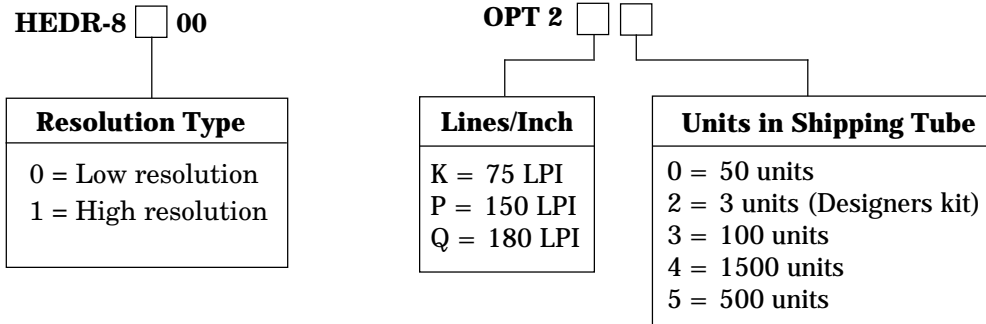 HEDR-8 00
OPT 2
Resolution Type
0 = Low resolution
1 = High resolution
Lines/Inch
K = 75 LPI
P = 150 LPI
Q = 180 LPI
Units in Shipping Tube
0 = 50 units
2 = 3 units (Designers kit)
3 = 100 units
4 = 1500 units
5 = 500 units